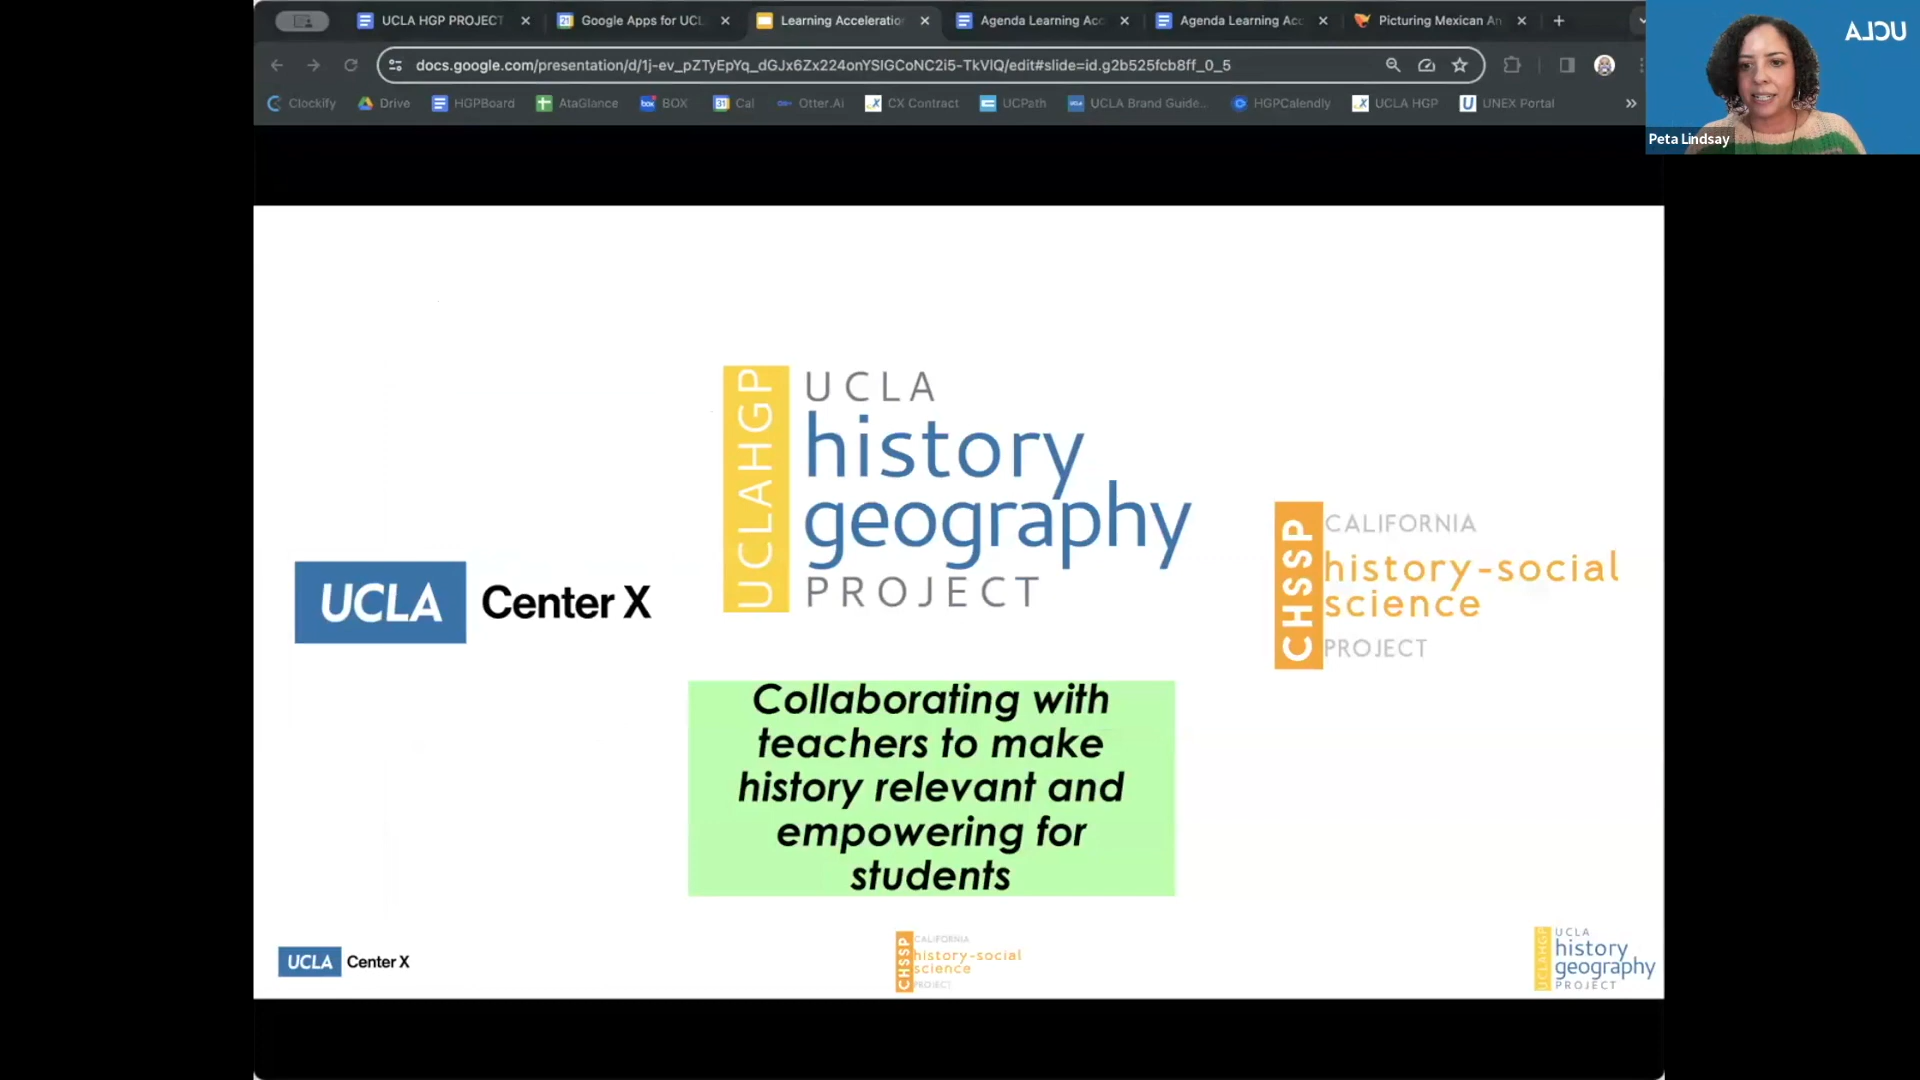 UCLA HGP PROJECT
Google Apps for UCL
Learning Acceleratio
Agenda Learning Acc
Agenda Learning Acc
Picturing Mexican An
docs.google.com/presentation/d/1j-ev_pZTyEpYq_dGJx6Zx224onYSIGCoNC2i5-TkVIQ/edit#slide=id.g2b525fcb8ff_0_5
Clockify
Drive
HGPBoard
AtaGlance
BOX
Cal
Otter.Ai
CX Contract
UCPath
UCLA Brand Guide...
HGPCalendly
UCLA HGP
UNEX Portal
UCLA
Peta Lindsay
UCLAHGP
UCLA
history
geography
PROJECT
UCLA Center X
CHSSP
CALIFORNIA
history-social
science
PROJECT
Collaborating with
teachers to make
history relevant and
empowering for
students
UCLA Center X
CHSSP
CALIFORNIA
history-social
science
PROJECT
UCLAHGP
UCLA
history
geography
PROJECT